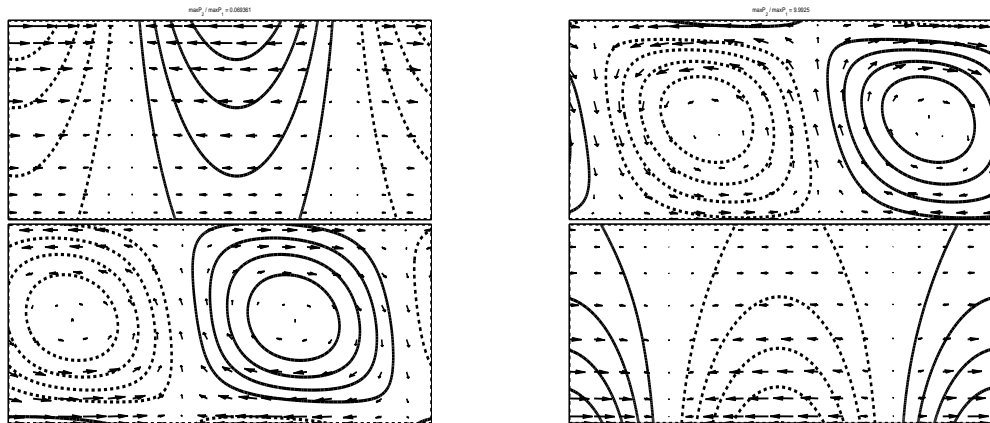 maxP₂ / maxP₁ = 0.069361
maxP₂ / maxP₁ = 9.9925